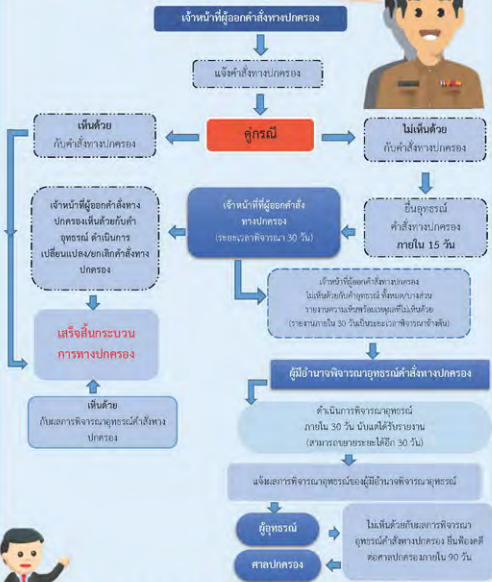 เจ้าหน้าที่ผู้ออกคำสั่งทางปกครอง
แจ้งคำสั่งทางปกครอง
เห็นด้วย
กับคำสั่งทางปกครอง
คู่กรณี
ไม่เห็นด้วย
กับคำสั่งทางปกครอง
เจ้าหน้าที่ผู้ออกคำสั่งทาง
ปกครองเห็นด้วยกับคำ
อุทธรณ์ ดำเนินการ
เปลี่ยนแปลง/ยกเลิกคำสั่งทาง
ปกครอง
เจ้าหน้าที่ที่ผู้ออกคำสั่ง
ทางปกครอง
(ระยะเวลาพิจารณา 30 วัน)
ยื่นอุทธรณ์
คำสั่งทางปกครอง
ภายใน 15 วัน
เจ้าหน้าที่ผู้ออกคำสั่งทางปกครอง
ไม่เห็นด้วยกับคำอุทธรณ์ ทั้งหมด/บางส่วน
รายงานความเห็นพร้อมเหตุผลที่ไม่เห็นด้วย
(รายงานภายใน 30 วันเป็นระยะเวลาพิจารณาข้างต้น)
เสร็จสิ้นกระบวน
การทางปกครอง
ผู้มีอำนาจพิจารณาอุทธรณ์คำสั่งทางปกครอง
เห็นด้วย
กับผลการพิจารณาอุทธรณ์คำสั่งทาง
ปกครอง
ดำเนินการพิจารณาอุทธรณ์
ภายใน 30 วัน นับแต่ได้รับรายงาน
(สามารถขยายระยะได้อีก 30 วัน)
แจ้งผลการพิจารณาอุทธรณ์ของผู้มีอำนาจพิจารณาอุทธรณ์
ผู้อุทธรณ์
ไม่เห็นด้วยกับผลการพิจารณา
อุทธรณ์คำสั่งทางปกครอง ยื่นฟ้องคดี
ต่อศาลปกครองภายใน 90 วัน
ศาลปกครอง